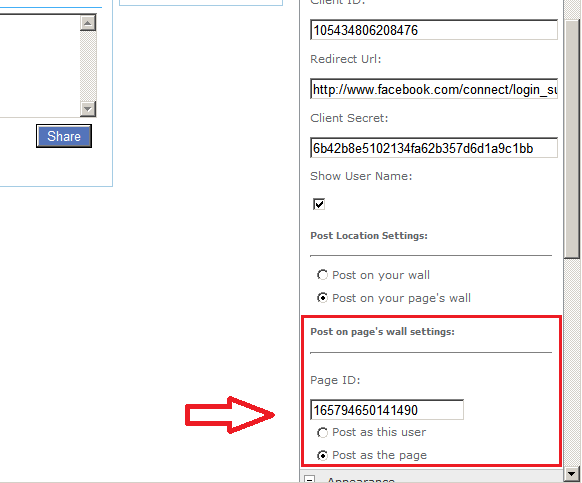 Client ID:
105434806208476
Redirect Url:
http://www.facebook.com/connect/login_su
Client Secret:
6b42b8e5102134fa62b357d6d1a9c1bb
Share
Show User Name:
Post Location Settings:
Post on your wall
Post on your page's wall
Post on page's wall settings:
Page ID:
165794650141490
Post as this user
Post as the page
Appearance